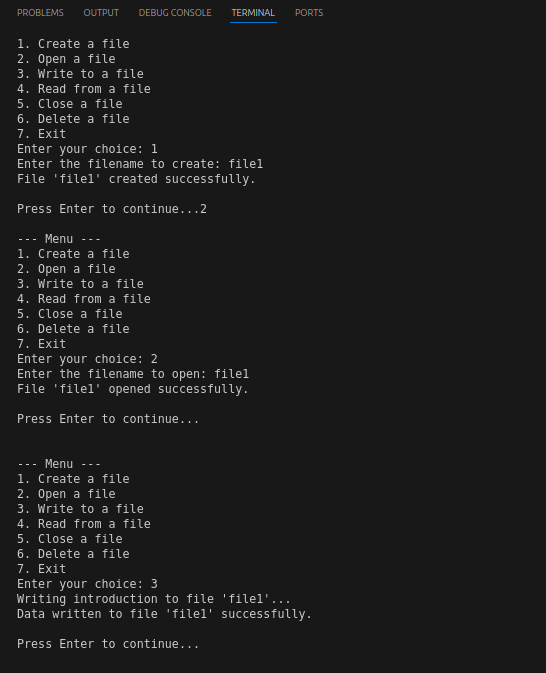 PROBLEMS OUTPUT DEBUG CONSOLE TERMINAL PORTS
1. Create a file
2. Open a file
3. Write to a file
4. Read from a file
5. Close a file
6. Delete a file
7. Exit
Enter your choice: 1
Enter the filename to create: file1
File 'file1' created successfully.
Press Enter to continue...2
--- Menu ---
1. Create a file
2. Open a file
3. Write to a file
4. Read from a file
5. Close a file
6. Delete a file
7. Exit
Enter your choice: 2
Enter the filename to open: file1
File 'file1' opened successfully.
Press Enter to continue...
--- Menu ---
1. Create a file
2. Open a file
3. Write to a file
4. Read from a file
5. Close a file
6. Delete a file
7. Exit
Enter your choice: 3
Writing introduction to file 'file1'...
Data written to file 'file1' successfully.
Press Enter to continue...